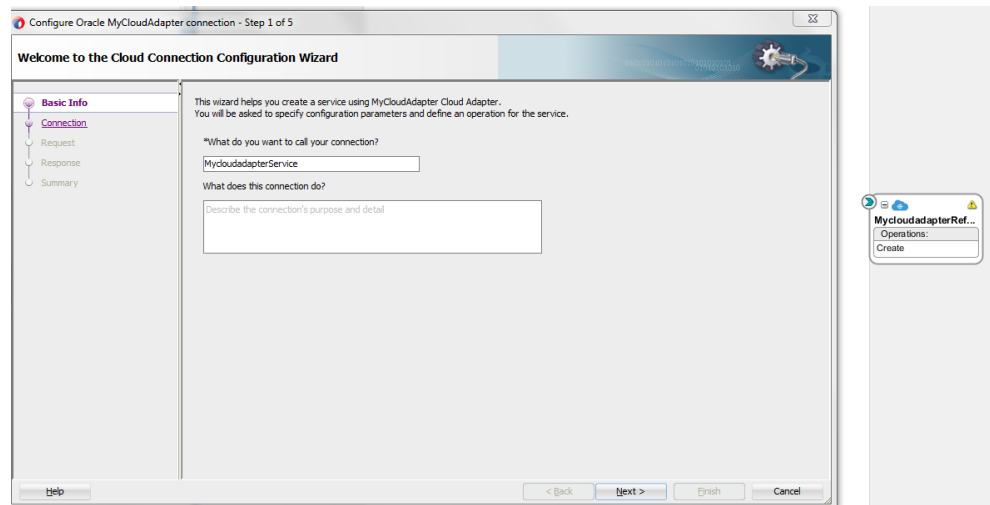 Configure Oracle MyCloudAdapter connection - Step 1 of 5
Welcome to the Cloud Connection Configuration Wizard
Basic Info
Connection
Request
Response
Summary
This wizard helps you create a service using MyCloudAdapter Cloud Adapter.
You will be asked to specify configuration parameters and define an operation for the service.
*What do you want to call your connection?
MycloudadapterService
What does this connection do?
Describe the connection's purpose and detail
Help
< Back
Next >
Finish
Cancel
MycloudadapterRef...
Operations:
Create